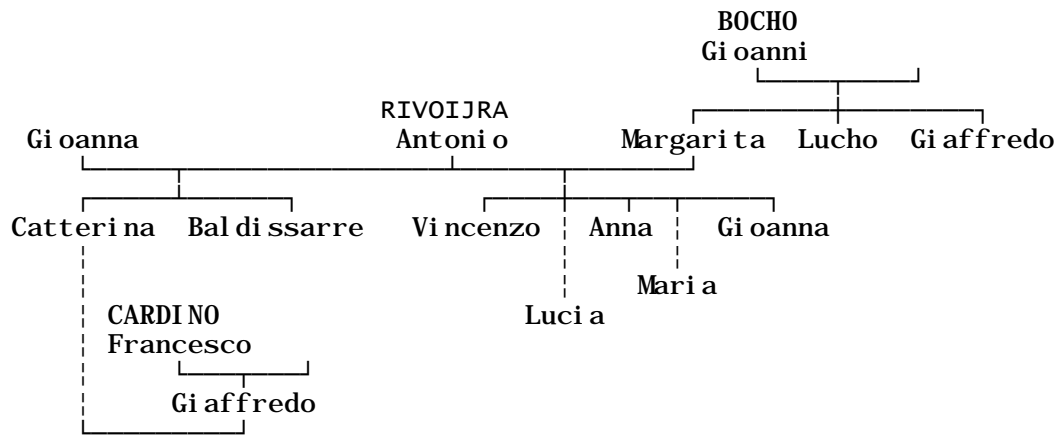 BOCHO
Gioanni
RIVOIJRA
Gioanna Antonio Margarita Lucho Giaffredo
Catterina Baldissarre Vincenzo Anna Gioanna
Maria
CARDINO Lucia
Francesco
Giaffredo